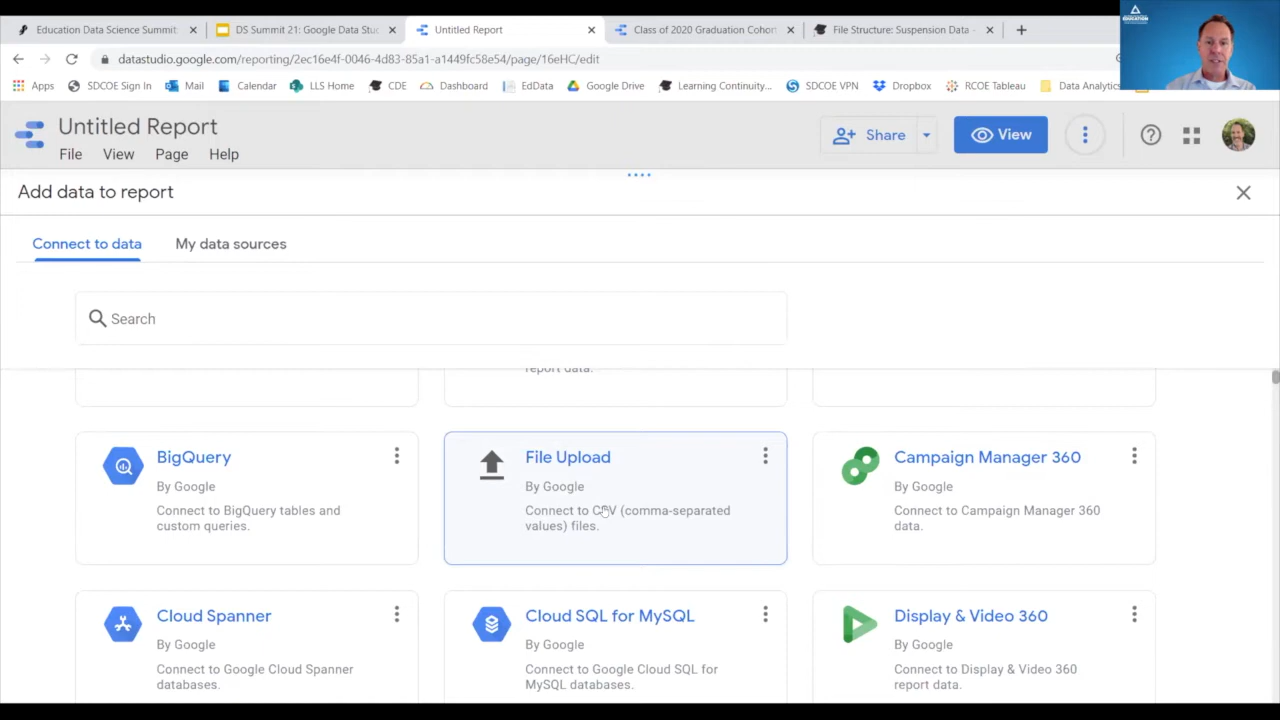 Education Data Science Summit
DS Summit 21: Google Data Stu
Untitled Report
Class of 2020 Graduation Cohort
File Structure: Suspension Data -
EDUCATION
datastudio.google.com/reporting/2ec16e4f-0046-4d83-85a1-a1449fc58e54/page/16eHC/edit
Apps
SDCOE Sign In
Mail
Calendar
LLS Home
CDE
Dashboard
EdData
Google Drive
Learning Continuity...
SDCOE VPN
Dropbox
RCOE Tableau
Data Analytics
Untitled Report
File View Page Help
Share
View
Add data to report
Connect to data
My data sources
Search
report data.
BigQuery
By Google
Connect to BigQuery tables and
custom queries.
File Upload
By Google
Connect to CSV (comma-separated
values) files.
Campaign Manager 360
By Google
Connect to Campaign Manager 360
data.
Cloud Spanner
By Google
Connect to Google Cloud Spanner
databases.
Cloud SQL for MySQL
By Google
Connect to Google Cloud SQL for
MySQL databases.
Display & Video 360
By Google
Connect to Display & Video 360
report data.